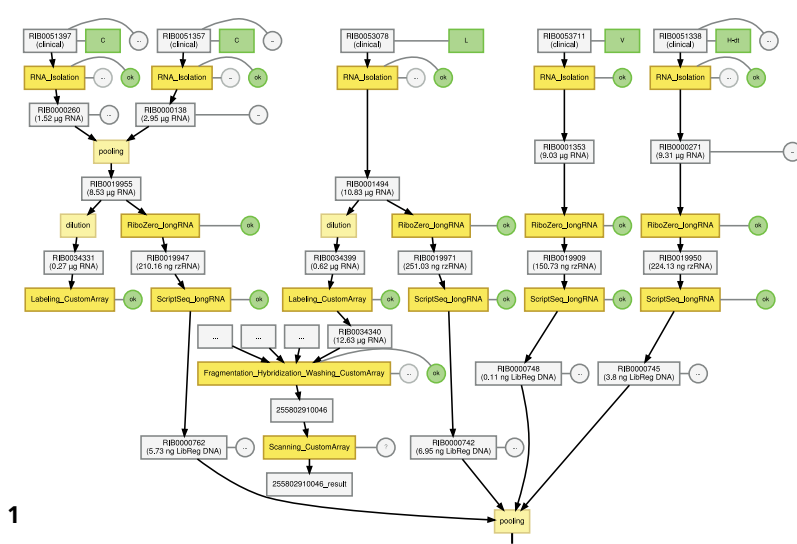 RIB0051397
(clinical)
C
...
RIB0051357
(clinical)
C
..
RIB0053078
(clinical)
L
RIB0053711
(clinical)
V
RIB0051338
(clinical)
H-dt
...
RNA_Isolation
...
ok
RNA_Isolation
..
ok
RNA_Isolation
...
ok
RNA_Isolation
ok
RNA_Isolation
...
ok
RIB0000260
(1.52 µg RNA)
..
RIB0000138
(2.95 µg RNA)
..
pooling
RIB0001353
(9.03 µg RNA)
RIB0000271
(9.31 µg RNA)
..
RIB0019955
(8.53 µg RNA)
RIB0001494
(10.83 µg RNA)
dilution
RiboZero_longRNA
ok
dilution
RiboZero_longRNA
ok
RiboZero_longRNA
ok
RiboZero_longRNA
ok
RIB0034331
(0.27 µg RNA)
RIB0019947
(210.16 ng rzRNA)
RIB0034399
(0.62 µg RNA)
RIB0019971
(251.03 ng rzRNA)
RIB0019909
(150.73 ng rzRNA)
RIB0019950
(224.13 ng rzRNA)
Labeling_CustomArray
ok
ScriptSeq_longRNA
ok
Labeling_CustomArray
ok
ScriptSeq_longRNA
ok
ScriptSeq_longRNA
ok
ScriptSeq_longRNA
ok
...
...
...
RIB0034340
(12.63 µg RNA)
Fragmentation_Hybridization_Washing_CustomArray
...
ok
RIB0000748
(0.11 ng LibReg DNA)
..
RIB0000745
(3.8 ng LibReg DNA)
..
255802910046
RIB0000762
(5.73 ng LibReg DNA)
..
Scanning_CustomArray
?
RIB0000742
(6.95 ng LibReg DNA)
..
255802910046_result
1
pooling